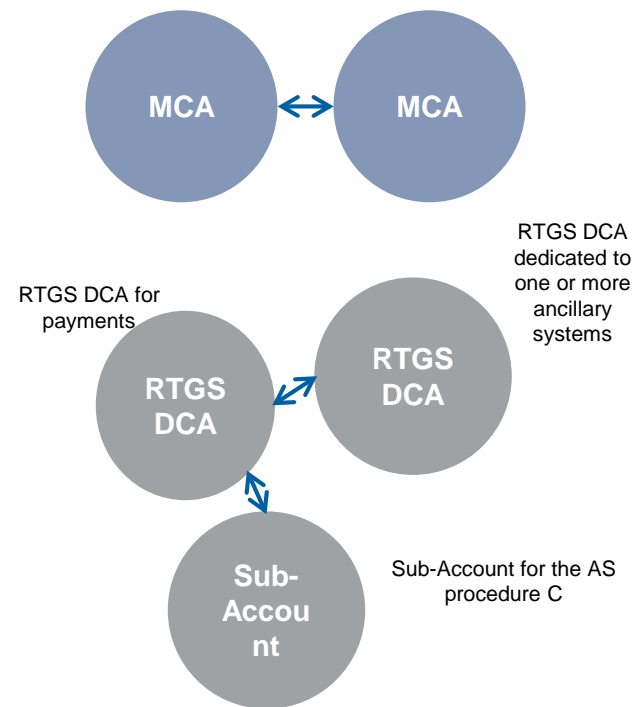 MCA
MCA
RTGS DCA
dedicated to
one or more
ancillary
systems
RTGS DCA for
payments
RTGS
DCA
RTGS
DCA
Sub-
Accou
nt
Sub-Account for the AS
procedure C